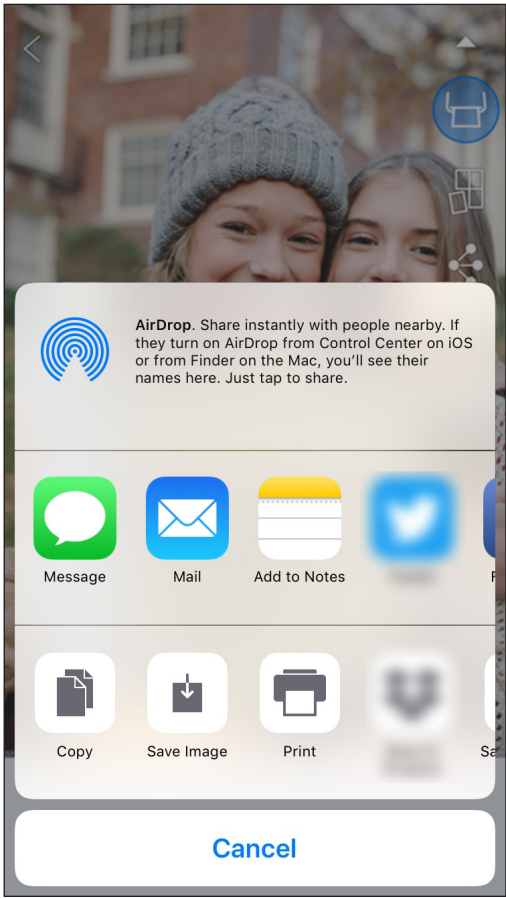 AirDrop. Share instantly with people nearby. If
they turn on AirDrop from Control Center on iOS
or from Finder on the Mac, you’ll see their
names here. Just tap to share.
Message Mail Add to Notes
Copy Save Image Print
Cancel